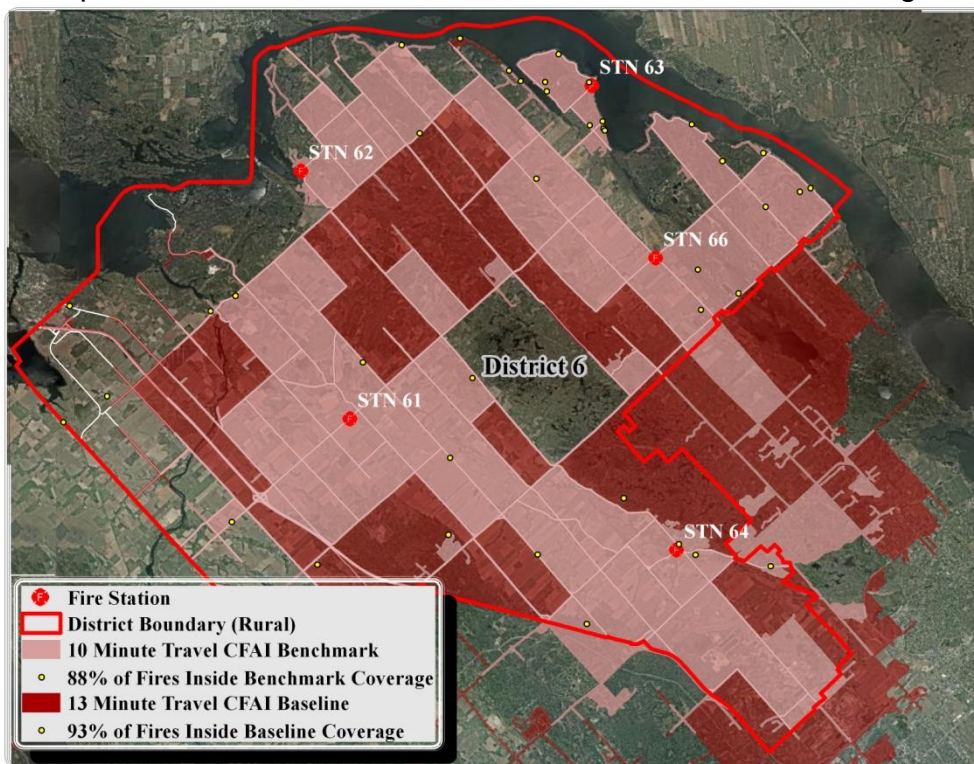 STN 63
STN 62
STN 66
District 6
STN 61
STN 64
F Fire Station
District Boundary (Rural)
10 Minute Travel CFAI Benchmark
88% of Fires Inside Benchmark Coverage
13 Minute Travel CFAI Baseline
93% of Fires Inside Baseline Coverage